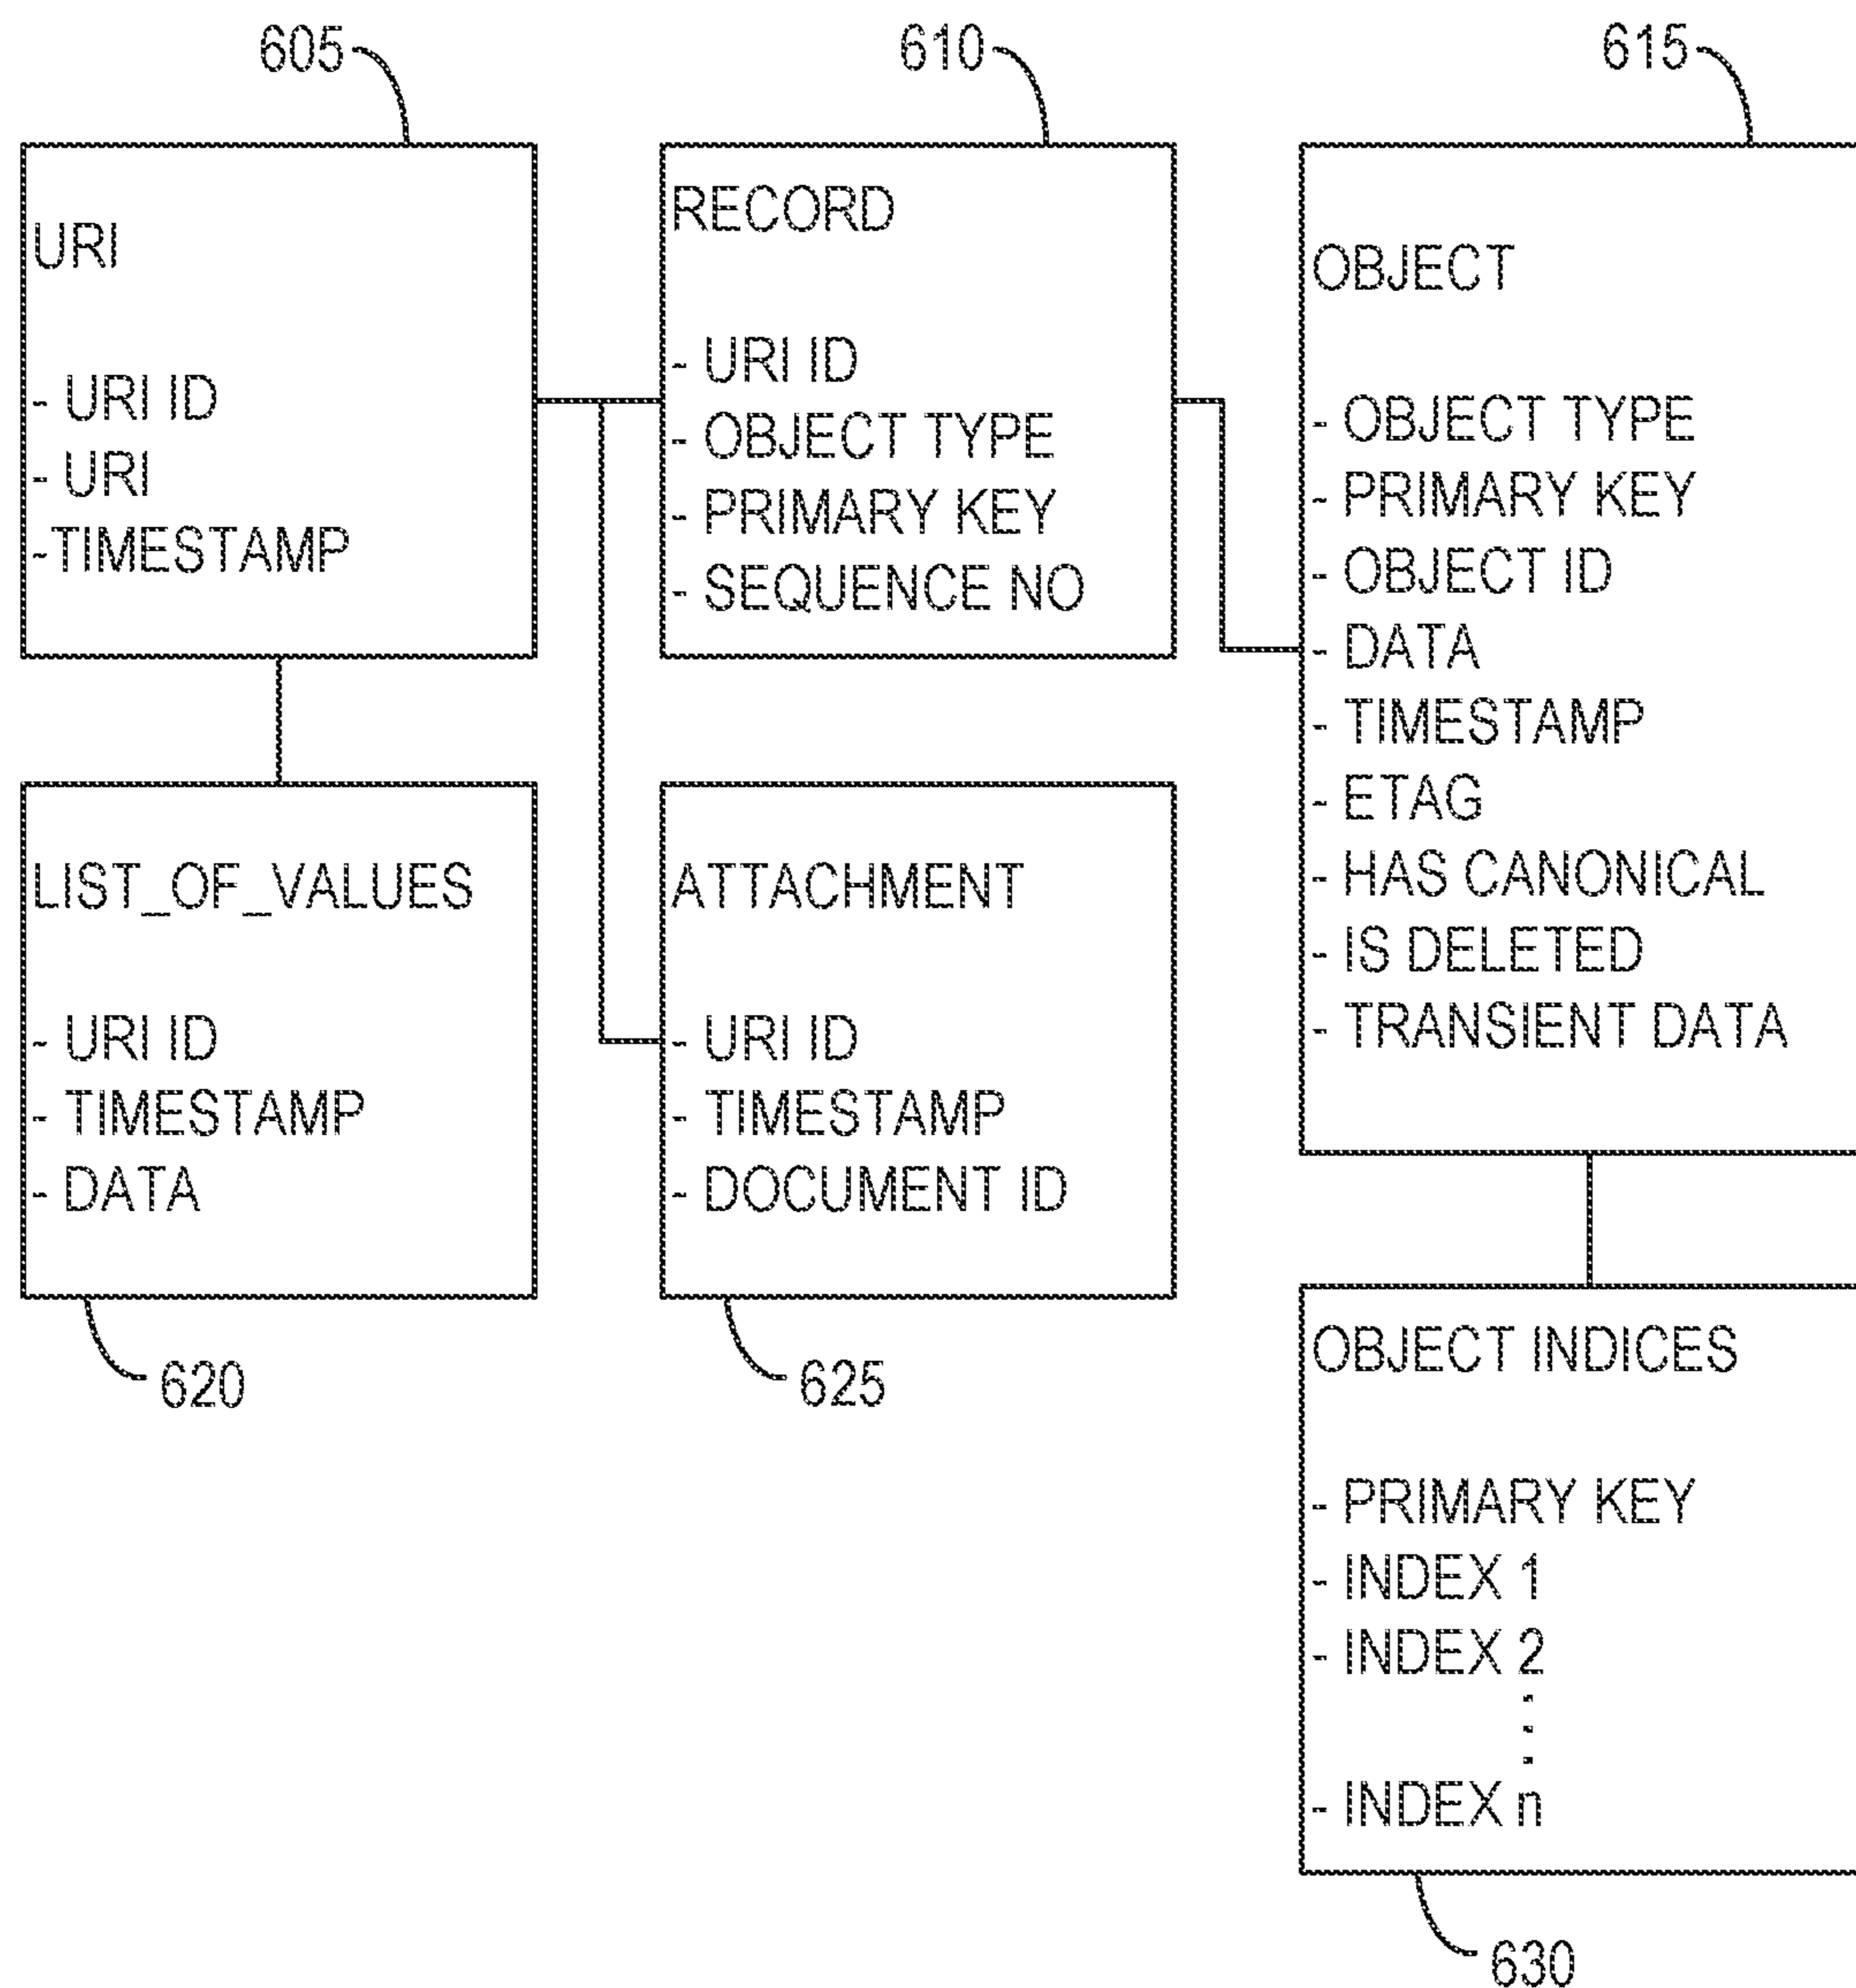 605
610
615
URI
- URI ID
- URI
-TIMESTAMP
RECORD
- URI ID
- OBJECT TYPE
- PRIMARY KEY
- SEQUENCE NO
OBJECT
- OBJECT TYPE
- PRIMARY KEY
- OBJECT ID
- DATA
- TIMESTAMP
- ETAG
- HAS CANONICAL
- IS DELETED
- TRANSIENT DATA
LIST_OF_VALUES
- URI ID
- TIMESTAMP
- DATA
620
ATTACHMENT
- URI ID
- TIMESTAMP
- DOCUMENT ID
625
OBJECT INDICES
- PRIMARY KEY
- INDEX 1
- INDEX 2
.
.
.
- INDEX n
630